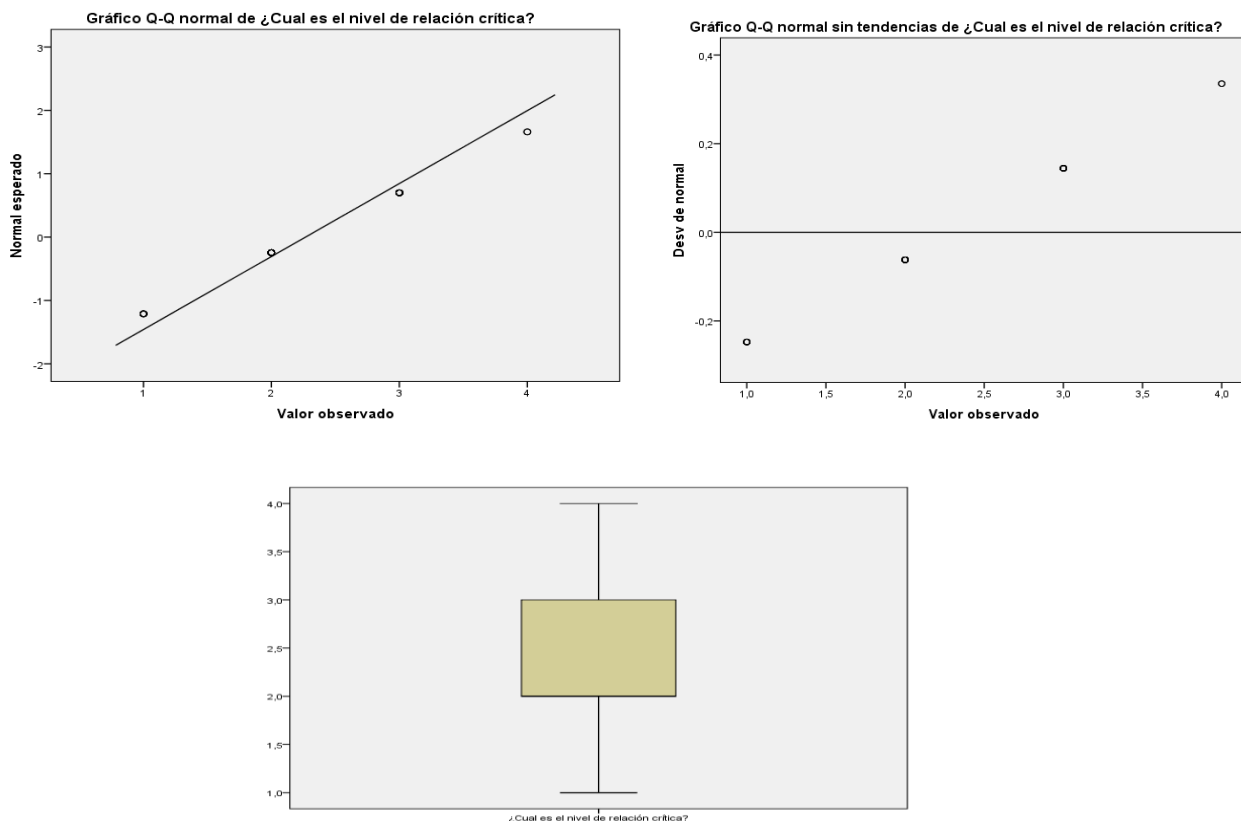 Gráfico Q-Q normal de ¿Cual es el nivel de relación crítica?
Normal esperado
3
2
1
0
-1
-2
1 2 3 4
Valor observado
Gráfico Q-Q normal sin tendencias de ¿Cual es el nivel de relación crítica?
Desv de normal
0,4
0,2
0,0
-0,2
1,0 1,5 2,0 2,5 3,0 3,5 4,0
Valor observado
4,0
3,5
3,0
2,5
2,0
1,5
1,0
¿Cual es el nivel de relación crítica?